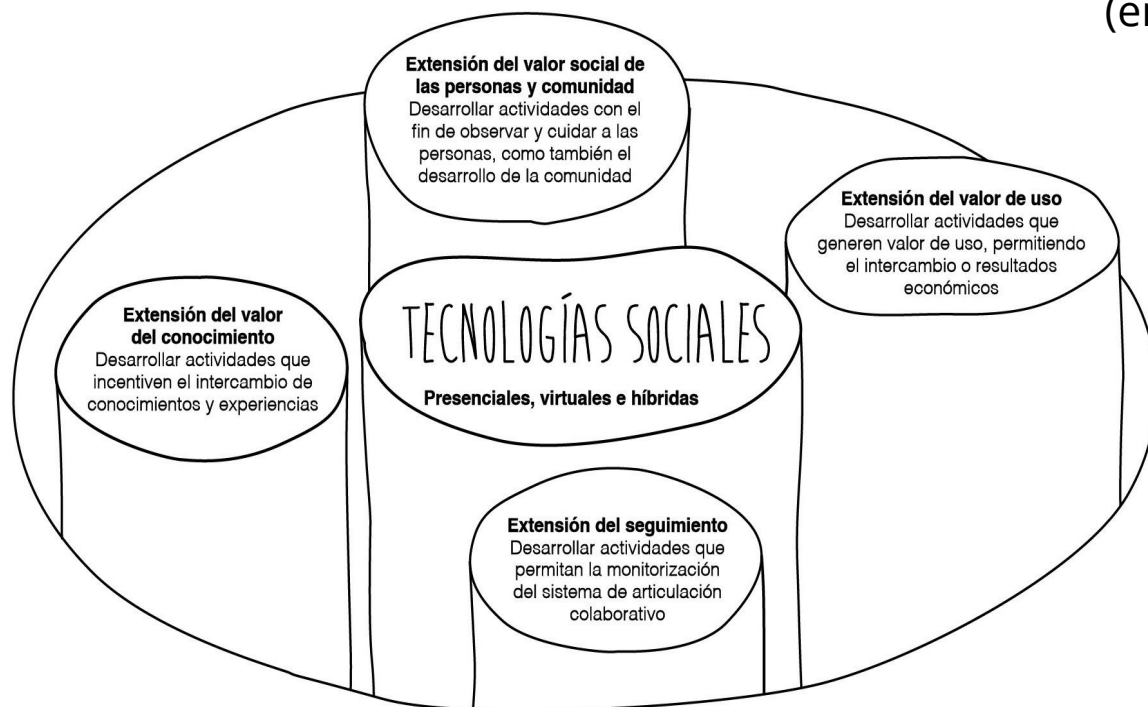 (en
Extensión del valor social de
las personas y comunidad
Desarrollar actividades con el
fin de observar y cuidar a las
personas, como también el
desarrollo de la comunidad
Extensión del valor de uso
Desarrollar actividades que
generen valor de uso, permitiendo
el intercambio o resultados
económicos
Extensión del valor
del conocimiento
Desarrollar actividades que
incentiven el intercambio de
conocimientos y experiencias
TECNOLOGÍAS SOCIALES
Presenciales, virtuales e híbridas
Extensión del seguimiento
Desarrollar actividades que
permitan la monitorización
del sistema de articulación
colaborativo